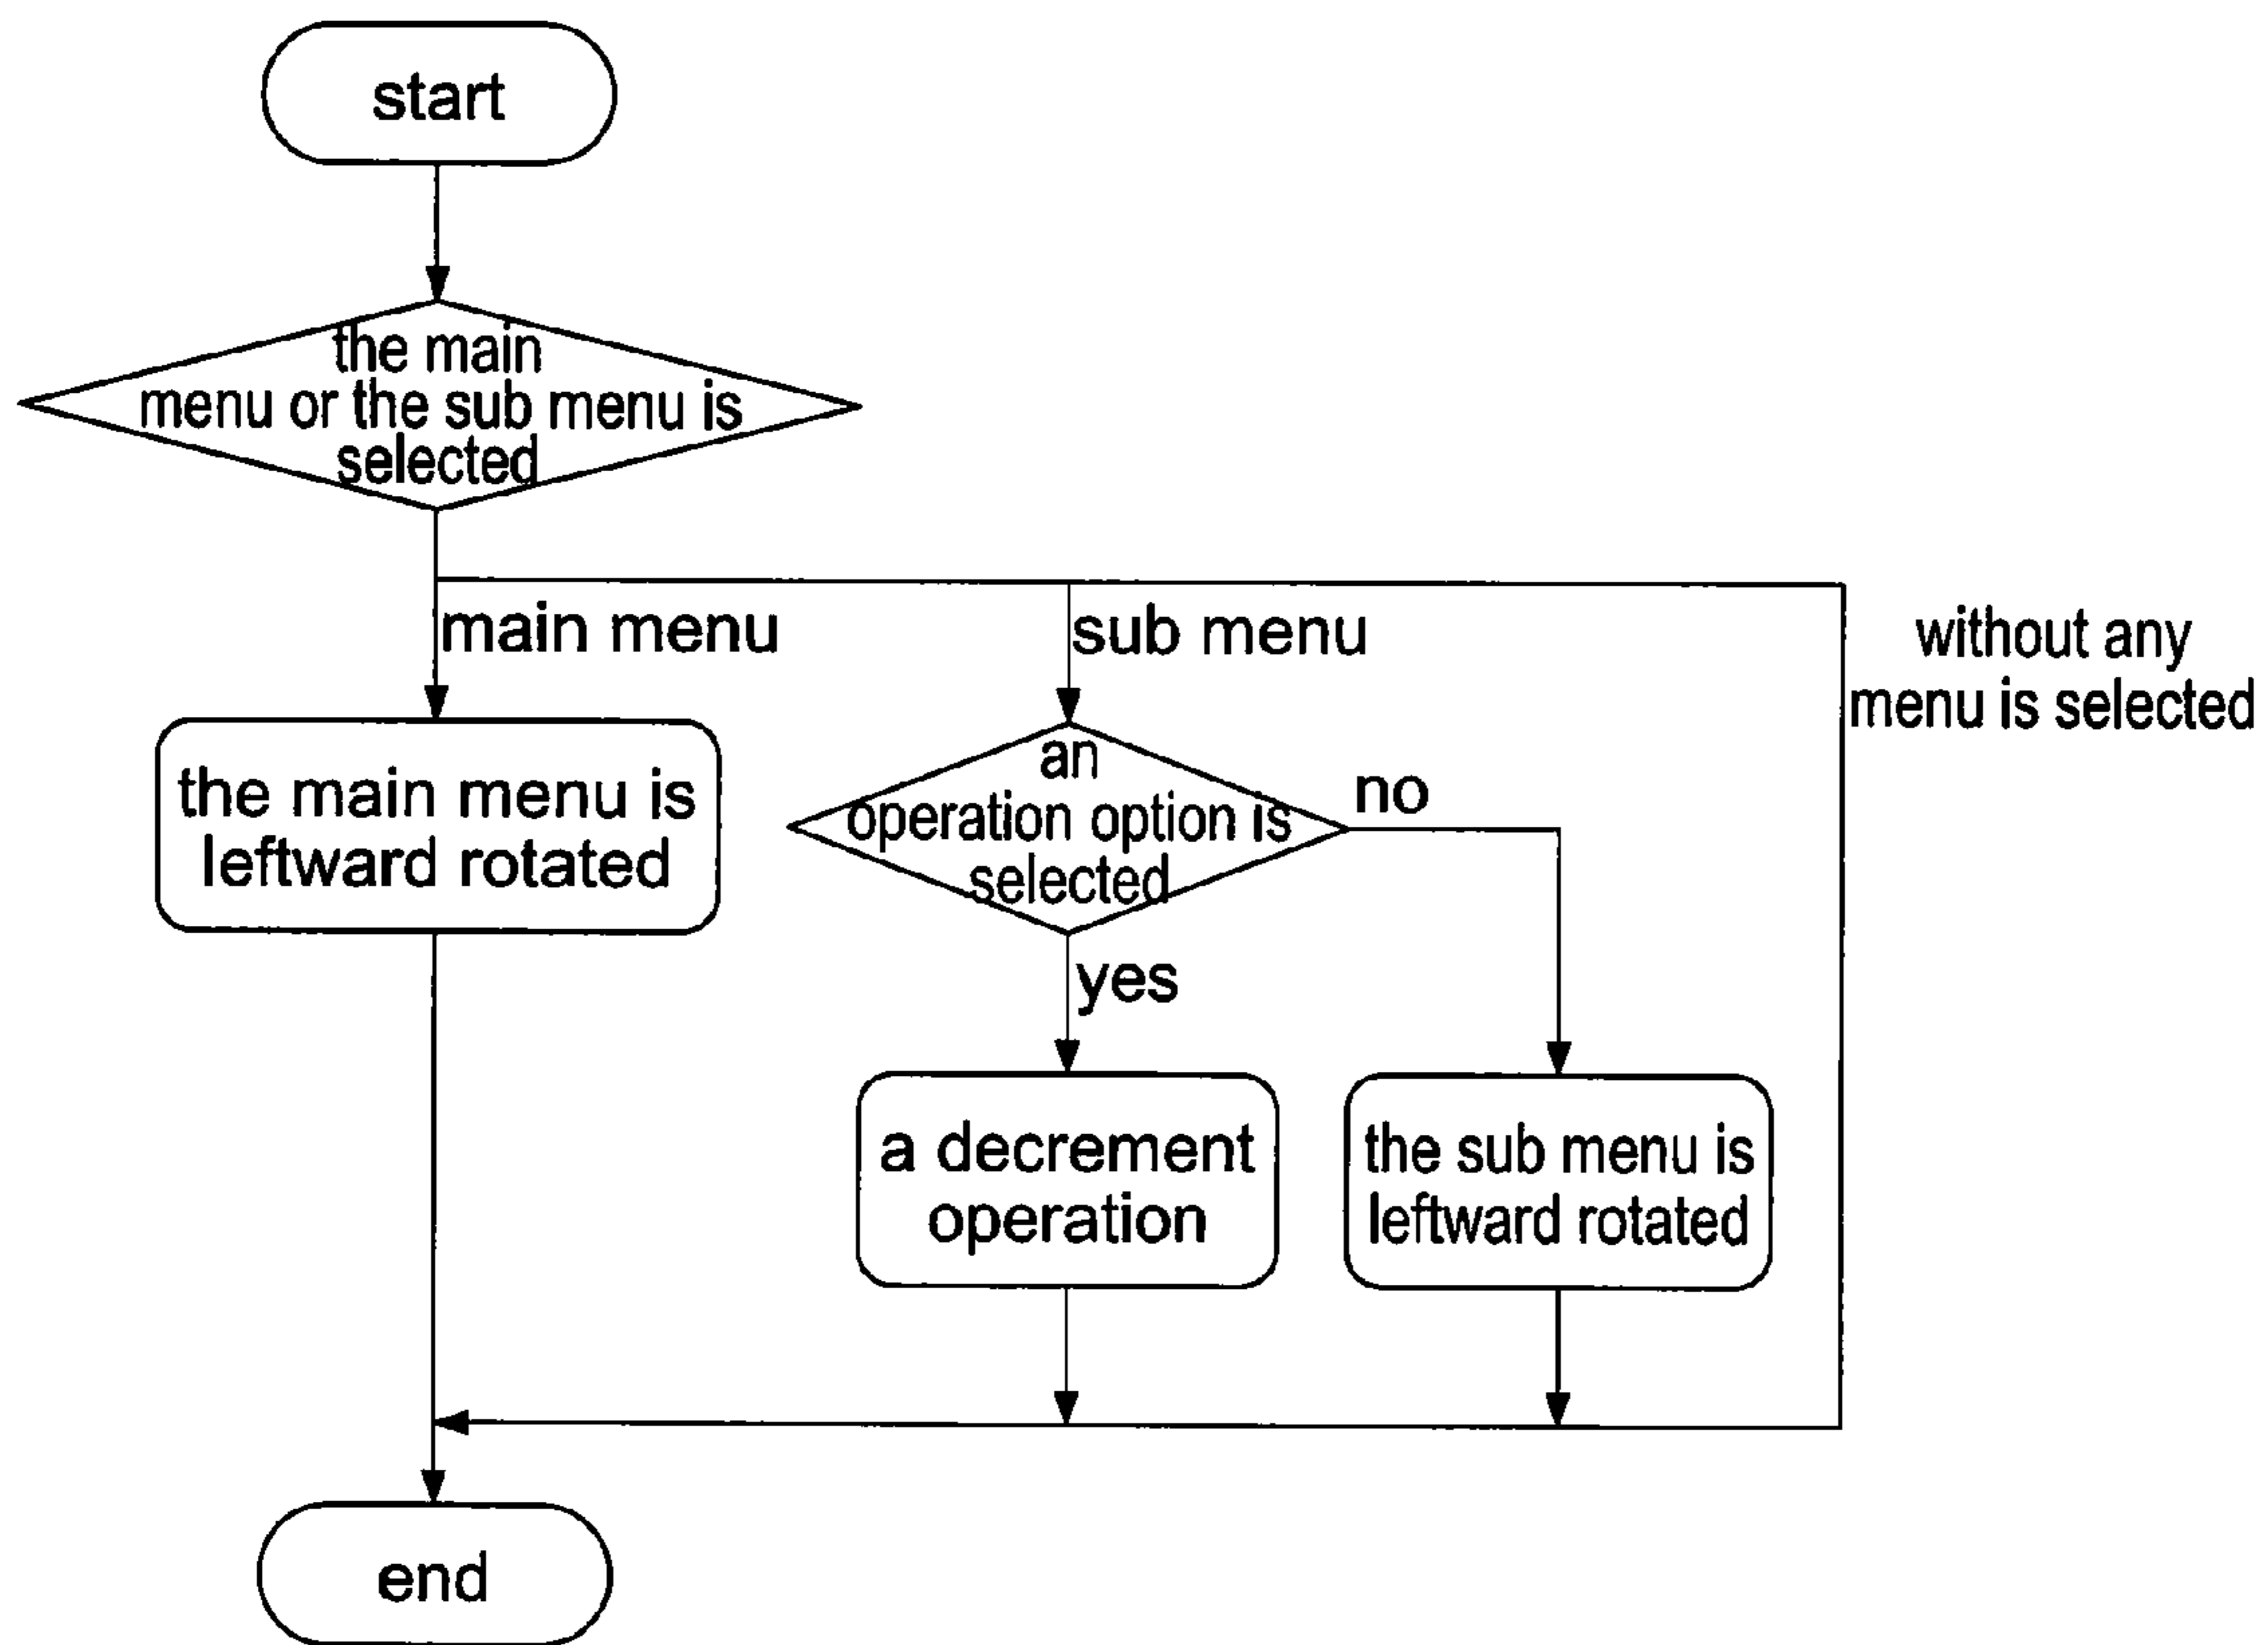 start
the main
menu or the sub menu is
selected
main menu
sub menu
without any
menu is selected
the main menu is
leftward rotated
an
operation option is
selected
no
yes
a decrement
operation
the sub menu is
leftward rotated
end